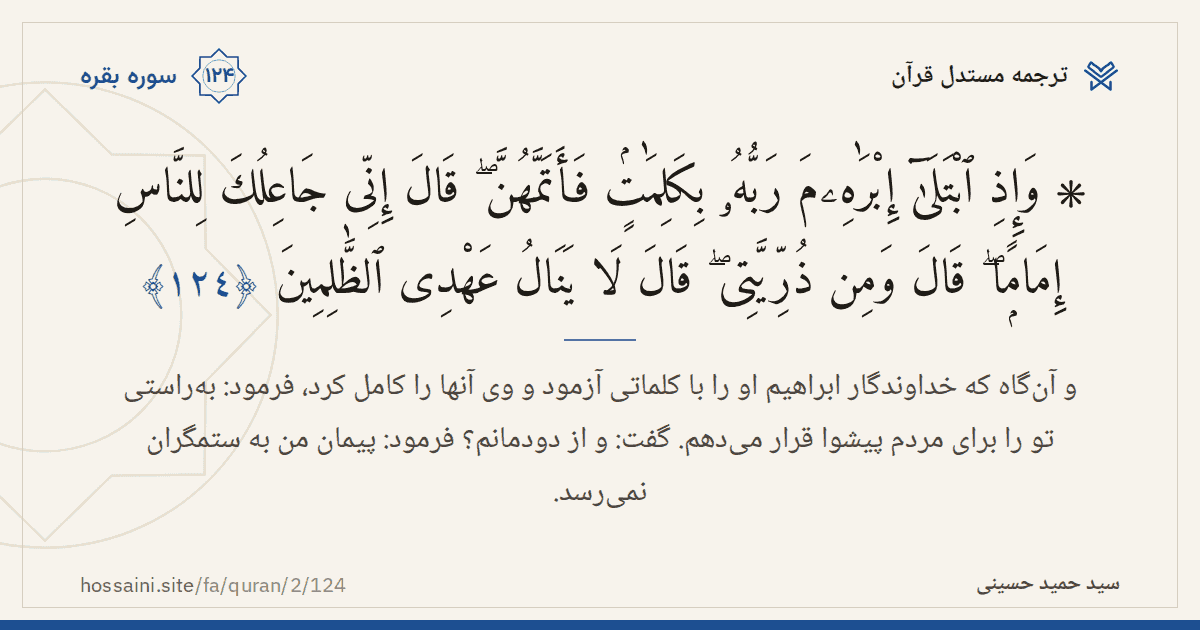 ترجمه مستدل قرآن
۱۲۴ سوره بقره
۞ وَإِذِ ٱبْتَلَىٰٓ إِبْرَٰهِـۧمَ رَبُّهُۥ بِكَلِمَٰتٍۢ فَأَتَمَّهُنَّ ۖ قَالَ إِنِّى جَاعِلُكَ لِلنَّاسِ
إِمَامًۭا ۖ قَالَ وَمِن ذُرِّيَّتِى ۖ قَالَ لَا يَنَالُ عَهْدِى ٱلظَّٰلِمِينَ ﴿١٢٤﴾
و آن‌گاه که خداوندگار ابراهیم او را با کلماتی آزمود و وی آنها را کامل کرد، فرمود: به‌راستی
تو را برای مردم پیشوا قرار می‌دهم. گفت: و از دودمانم؟ فرمود: پیمان من به ستمگران
نمی‌رسد.
سید حمید حسینی
hossaini.site/fa/quran/2/124